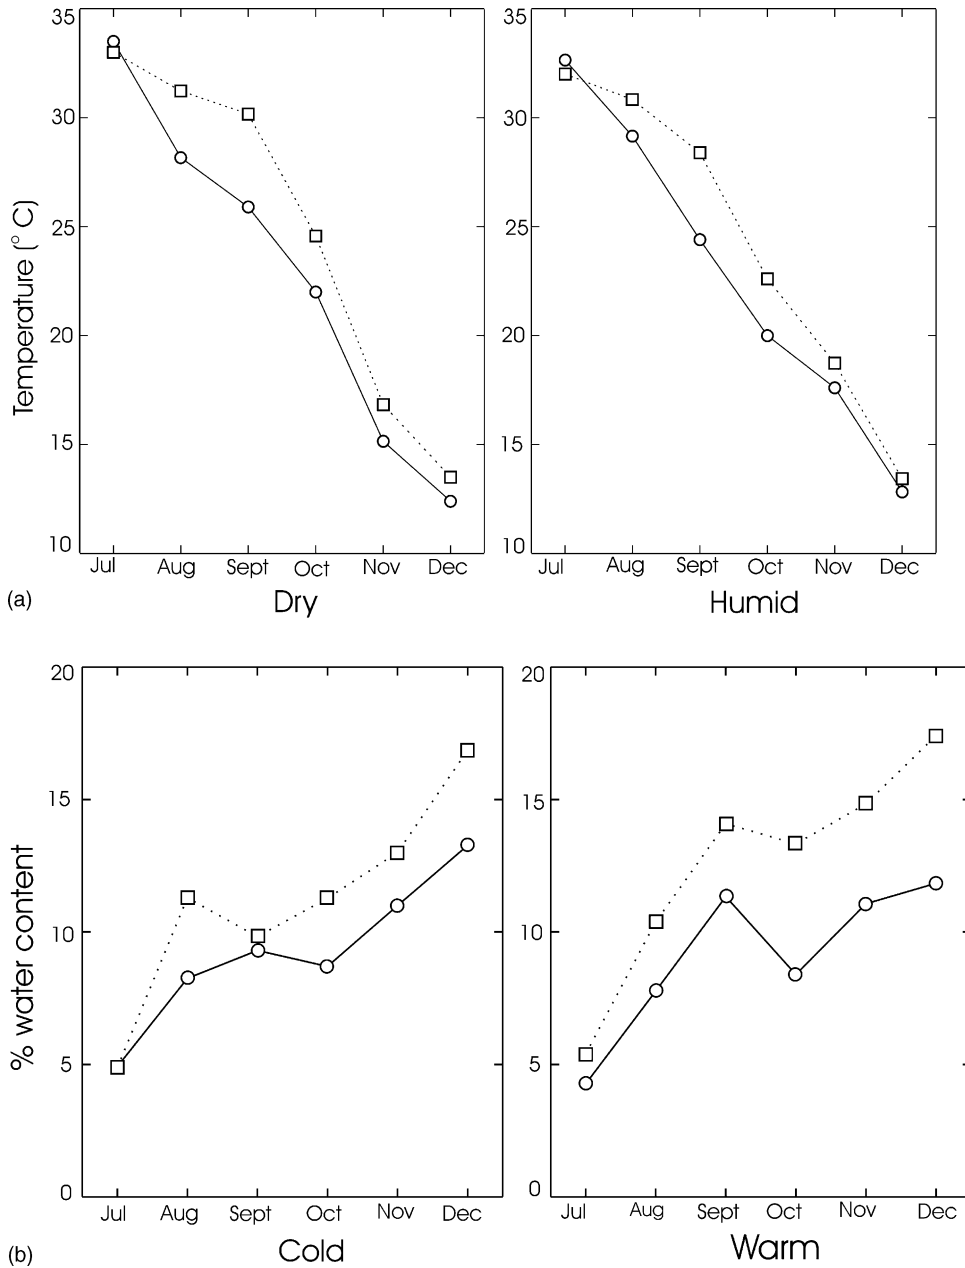 35
30
25
20
15
10
Temperature (° C)
Jul Aug Sept Oct Nov Dec
Dry
35
30
25
20
15
10
Jul Aug Sept Oct Nov Dec
Humid
(a)
20
15
10
5
0
% water content
Jul Aug Sept Oct Nov Dec
Cold
20
15
10
5
0
Jul Aug Sept Oct Nov Dec
Warm
(b)